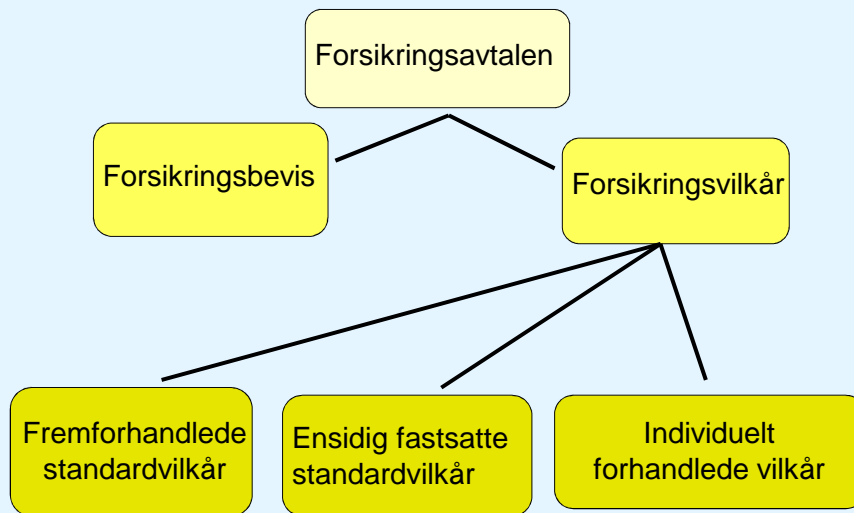 Forsikringsavtalen
Forsikringsbevis
Forsikringsvilkår
Fremforhandlede
standardvilkår
Ensidig fastsatte
standardvilkår
Individuelt
forhandlede vilkår